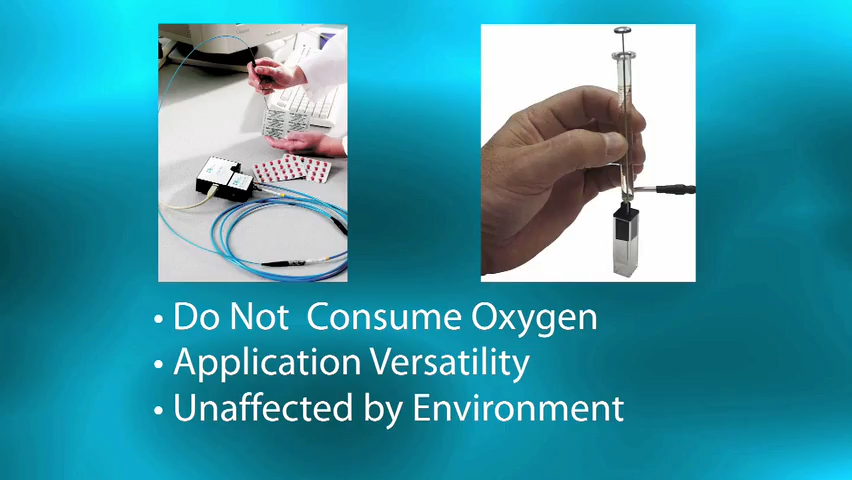 • Do Not  Consume Oxygen
• Application Versatility
• Unaffected by Environment